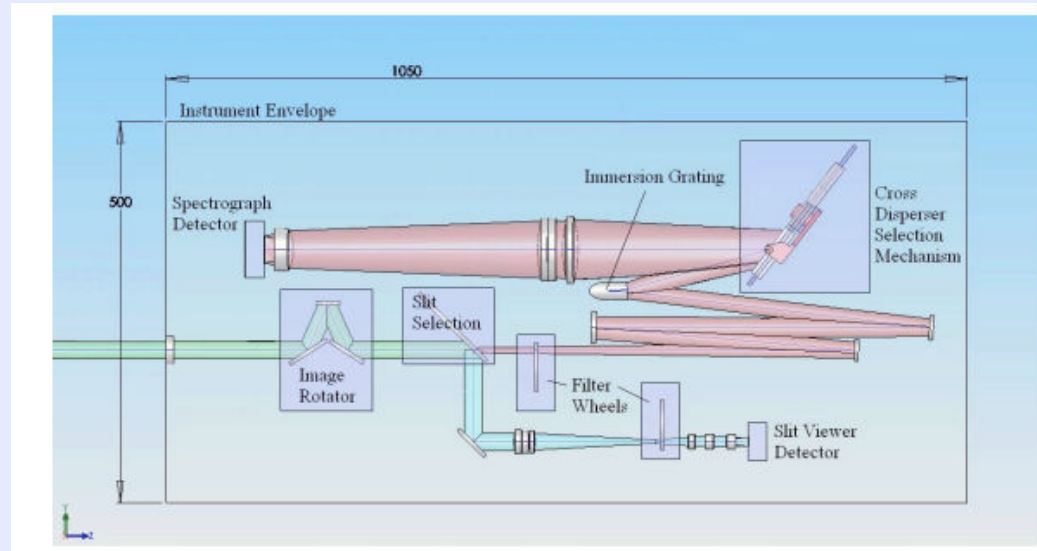 1050
Instrument Envelope
500
Immersion Grating
Spectrograph
Detector
Cross
Disperser
Selection
Mechanism
Slit
Selection
Image
Rotator
Filter
Wheels
Slit Viewer
Detector
Y
Z